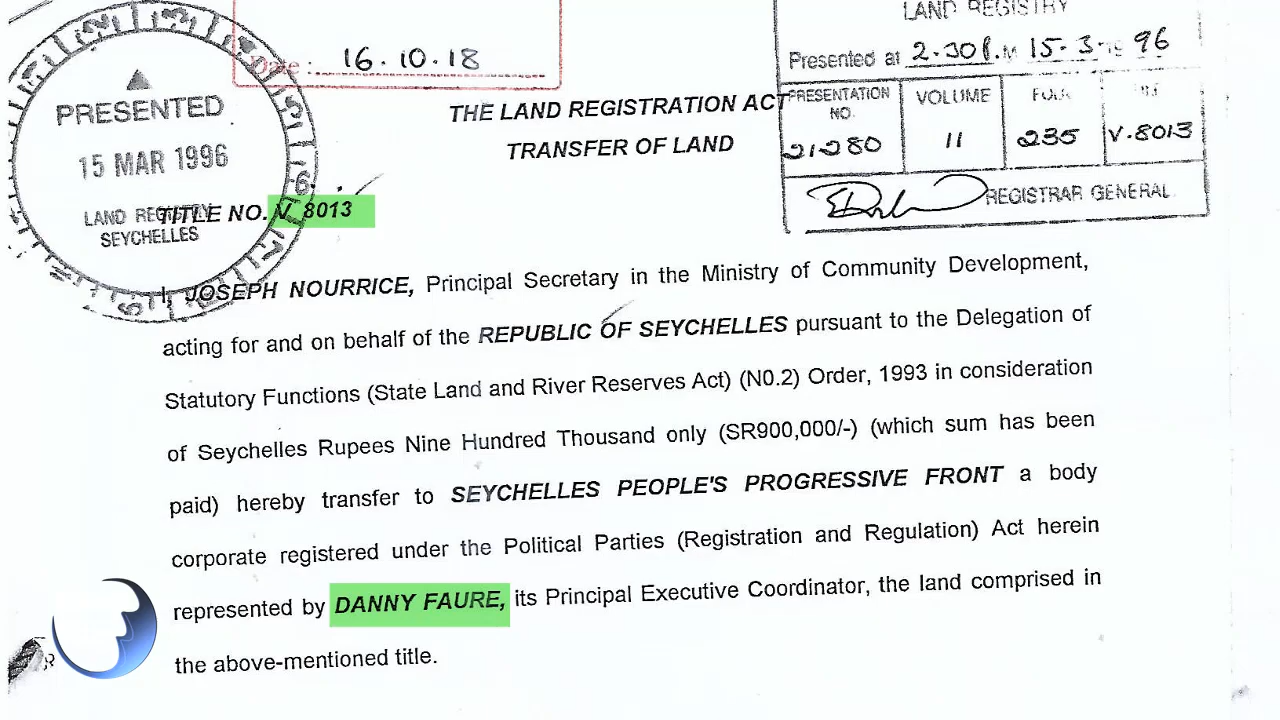 LAND REGISTRY
Date: 16.10.18
Presented at 2.30 P.M 15-3-1996
PRESENTED
15 MAR 1996
LAND REGISTRY
SEYCHELLES
THE LAND REGISTRATION ACT
TRANSFER OF LAND
PRESENTATION NO. VOLUME
21280 11 235 V.8013
REGISTRAR GENERAL
TITLE NO. V. 8013
I, JOSEPH NOURRICE, Principal Secretary in the Ministry of Community Development,
acting for and on behalf of the REPUBLIC OF SEYCHELLES pursuant to the Delegation of
Statutory Functions (State Land and River Reserves Act) (N0.2) Order, 1993 in consideration
of Seychelles Rupees Nine Hundred Thousand only (SR900,000/-) (which sum has been
paid) hereby transfer to SEYCHELLES PEOPLE'S PROGRESSIVE FRONT a body
corporate registered under the Political Parties (Registration and Regulation) Act herein
represented by DANNY FAURE, its Principal Executive Coordinator, the land comprised in
the above-mentioned title.